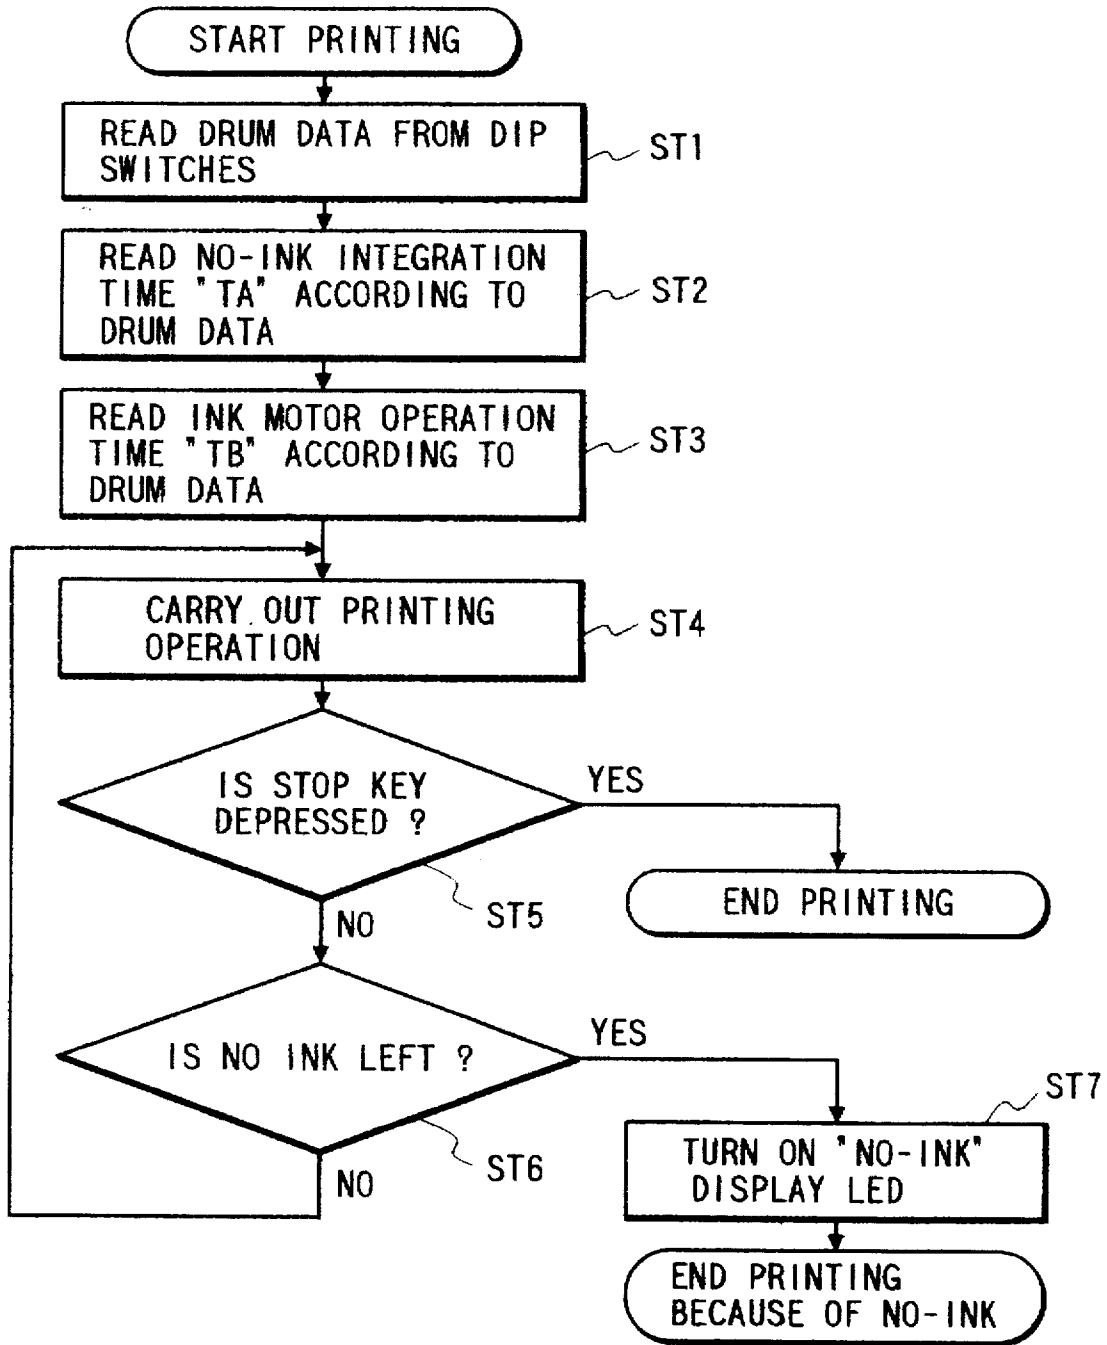 START PRINTING
READ DRUM DATA FROM DIP
SWITCHES
ST1
READ NO-INK INTEGRATION
TIME "TA" ACCORDING TO
DRUM DATA
ST2
READ INK MOTOR OPERATION
TIME "TB" ACCORDING TO
DRUM DATA
ST3
CARRY OUT PRINTING
OPERATION
ST4
IS STOP KEY
DEPRESSED ?
YES
ST5
NO
END PRINTING
IS NO INK LEFT ?
YES
ST6
NO
ST7
TURN ON "NO-INK"
DISPLAY LED
END PRINTING
BECAUSE OF NO-INK